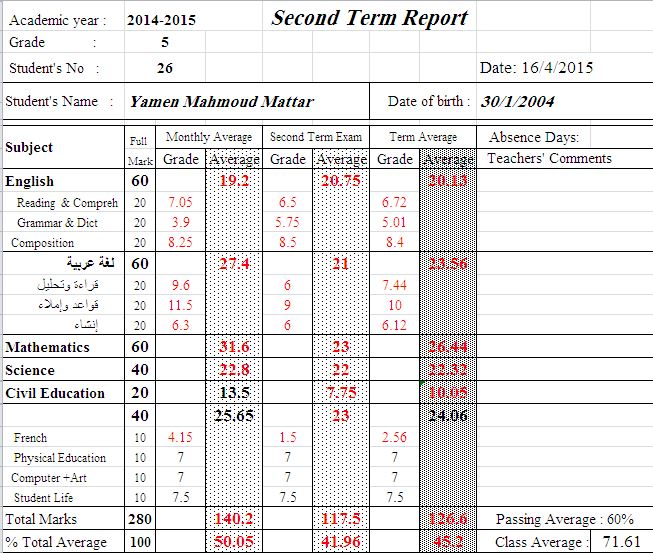 Academic year : 2014-2015 Second Term Report
Grade : 5
Student's No : 26 Date: 16/4/2015
Student's Name : Yamen Mahmoud Mattar Date of birth : 30/1/2004
Subject Full Mark Monthly Average Second Term Exam Term Average Absence Days:
Grade Average Grade Average Grade Average Teachers' Comments
English 60 19.2 20.75 20.13
Reading & Compreh 20 7.05 6.5 6.72
Grammar & Dict 20 3.9 5.75 5.01
Composition 20 8.25 8.5 8.4
لغة عربية 60 27.4 21 23.56
قراءة وتحليل 20 9.6 6 7.44
قواعد وإملاء 20 11.5 9 10
إنشاء 20 6.3 6 6.12
Mathematics 60 31.6 23 26.44
Science 40 22.8 22 22.32
Civil Education 20 13.5 7.75 10.05
40 25.65 23 24.06
French 10 4.15 1.5 2.56
Physical Education 10 7 7 7
Computer +Art 10 7 7 7
Student Life 10 7.5 7.5 7.5
Total Marks 280 140.2 117.5 126.6 Passing Average : 60%
% Total Average 100 50.05 41.96 45.2 Class Average : 71.61